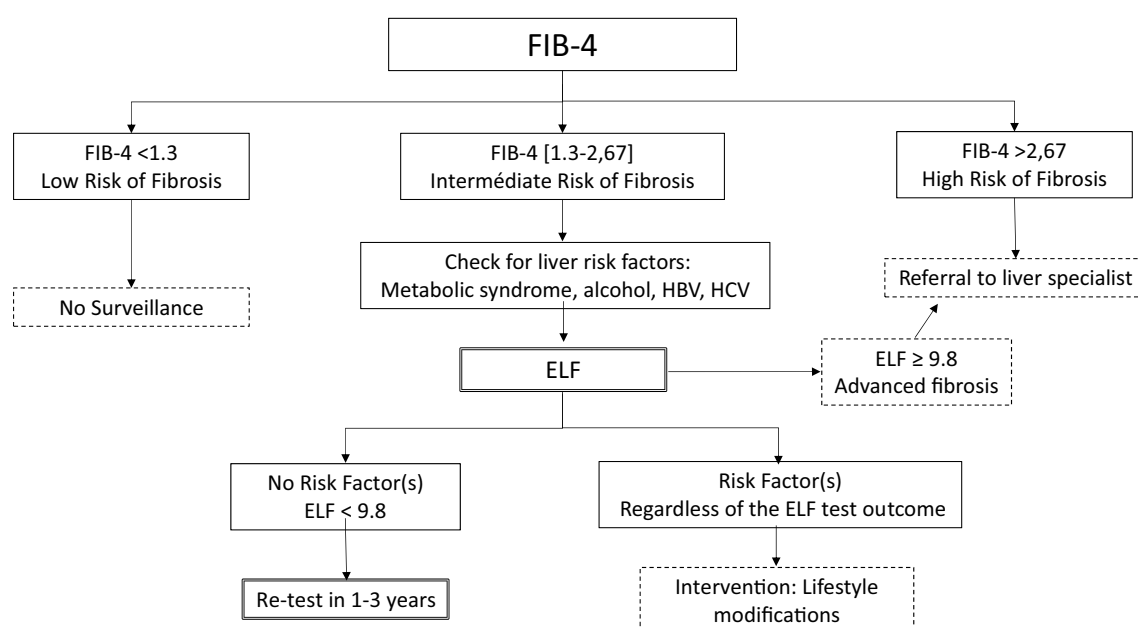 FIB-4
FIB-4 <1.3
Low Risk of Fibrosis
FIB-4 [1.3-2,67]
Intermédiate Risk of Fibrosis
FIB-4 >2,67
High Risk of Fibrosis
Check for liver risk factors:
Metabolic syndrome, alcohol, HBV, HCV
Referral to liver specialist
No Surveillance
ELF
ELF ≥ 9.8
Advanced fibrosis
No Risk Factor(s)
ELF < 9.8
Risk Factor(s)
Regardless of the ELF test outcome
Re-test in 1-3 years
Intervention: Lifestyle
modifications